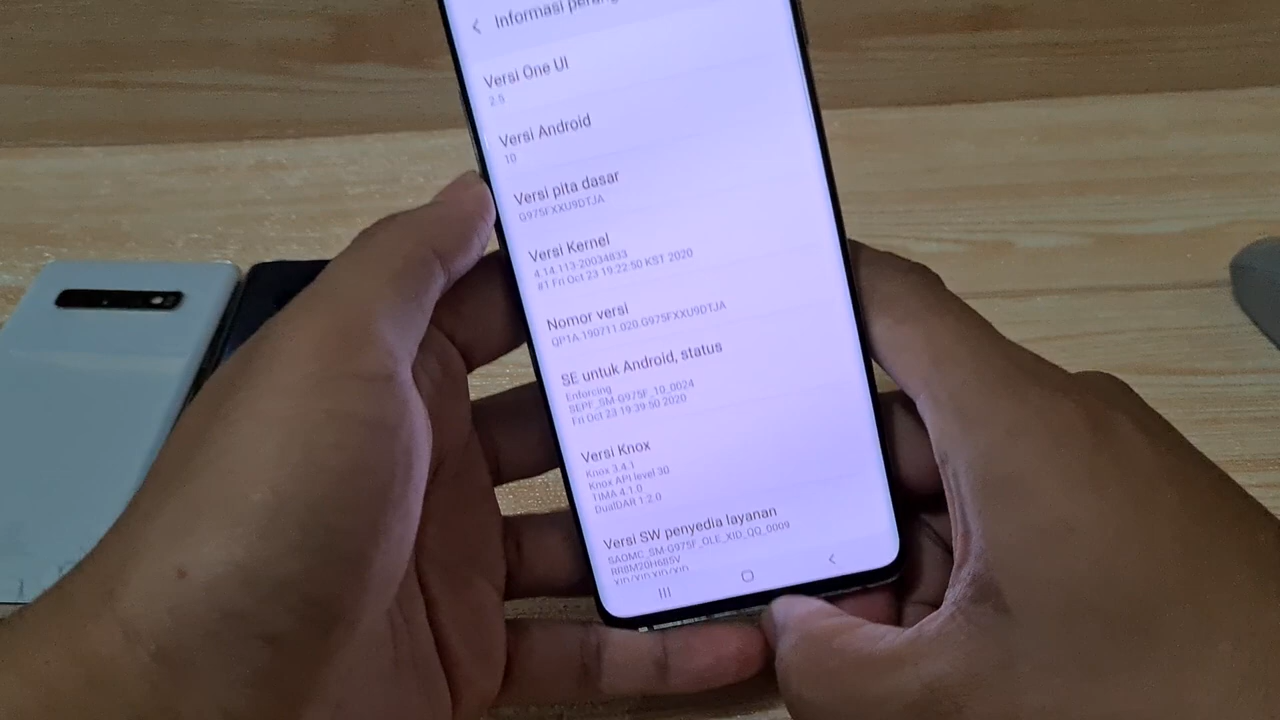 Informasi
Versi One UI
2.5
Versi Android
10
Versi pita dasar
G975FXXU9DTJA
Versi Kernel
4.14.113-20034833
#1 Fri Oct 23 19:22:50 KST 2020
Nomor versi
QP1A.190711.020.G975FXXU9DTJA
SE untuk Android, status
Enforcing
SEPF_SM-G975F_10_0024
Fri Oct 23 19:39:50 2020
Versi Knox
Knox 3.4.1
Knox API level 30
TIMA 4.1.0
DualDAR 1.2.0
Versi SW penyedia layanan
SAOMC_SM-G975F_OLE_XID_QQ_0009
RR8M20H685V